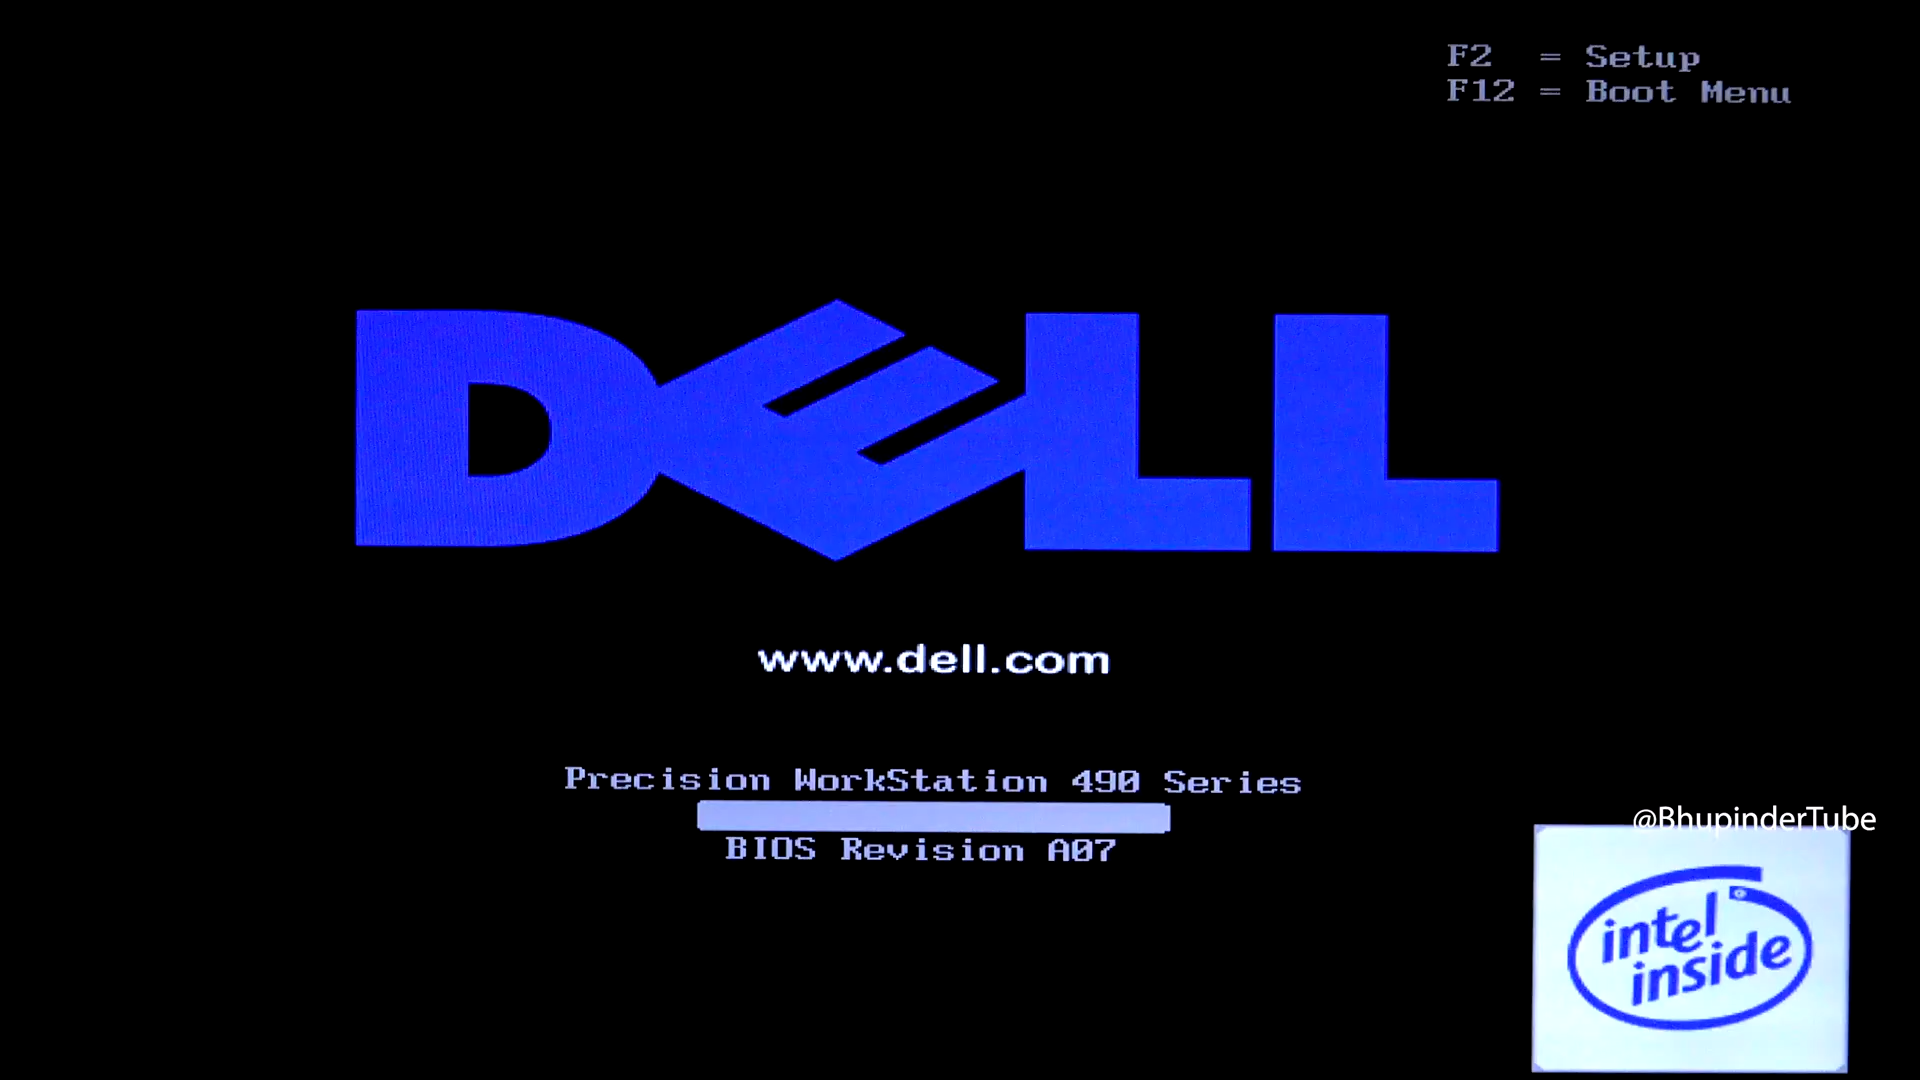 F2 = Setup
F12 = Boot Menu
DELL
www.dell.com
Precision WorkStation 490 Series
BIOS Revision A07
@BhupinderTube
intel
inside